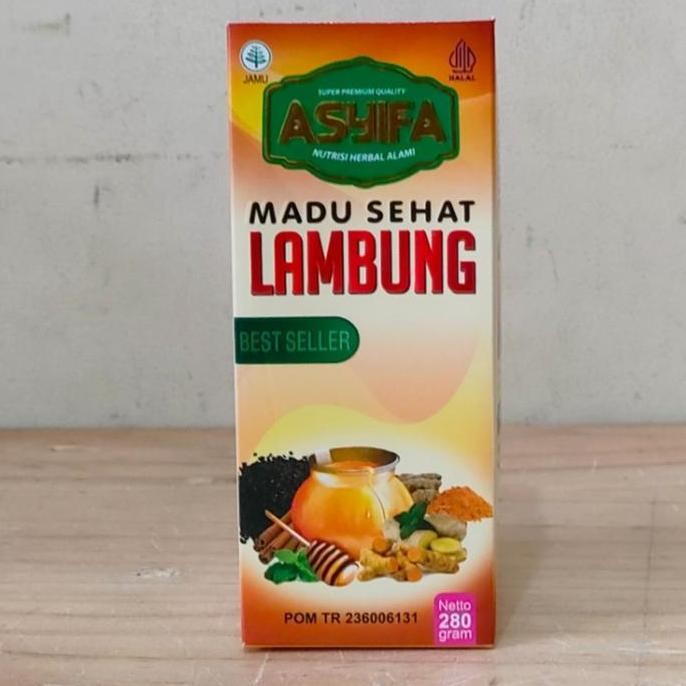 JAMU
HALAL
SUPER PREMIUM QUALITY
ASYIFA
NUTRISI HERBAL ALAMI
MADU SEHAT
LAMBUNG
BEST SELLER
POM TR 236006131
Netto
280
gram